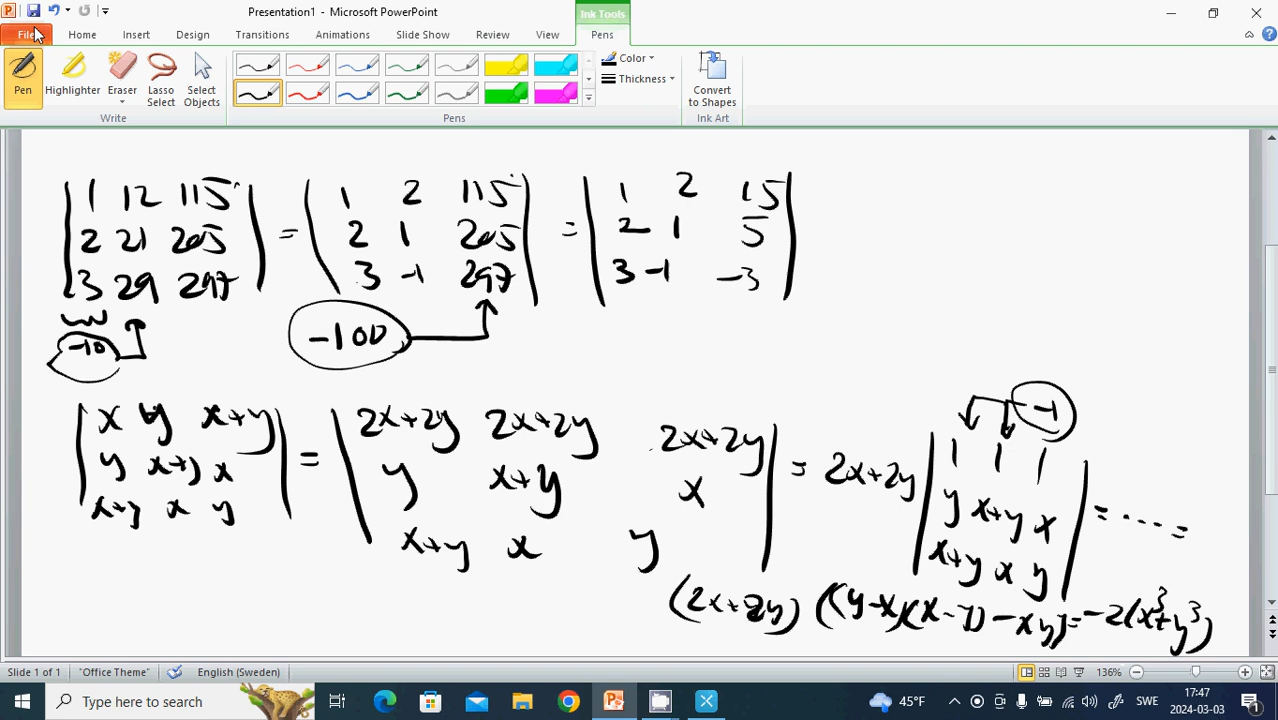 Presentation1 - Microsoft PowerPoint
Ink Tools
File Home Insert Design Transitions Animations Slide Show Review View Pens
Pen Highlighter Eraser Lasso Select Select Objects Color Thickness Convert to Shapes
Write Pens Ink Art
| 1 12 115 | = | 1 2 115 | = | 1 2 15 |
| 2 21 205 | | 2 1 205 | | 2 1 5 |
| 3 29 297 | | 3 -1 297 | | 3 -1 -3 |
-10 -100
-1
| x y x+y | = | 2x+2y 2x+2y 2x+2y | = 2x+2y | 1 1 1 | = .... =
| y x+y x | | y x+y x | | y x+y x |
| x+y x y | | x+y x y | | x+y x y |
(2x+2y) ((y-x)(x-y) - xy) = -2(x³+y³)
Slide 1 of 1 "Office Theme" English (Sweden) 136%
Type here to search 45°F SWE 17:47
2024-03-03 1